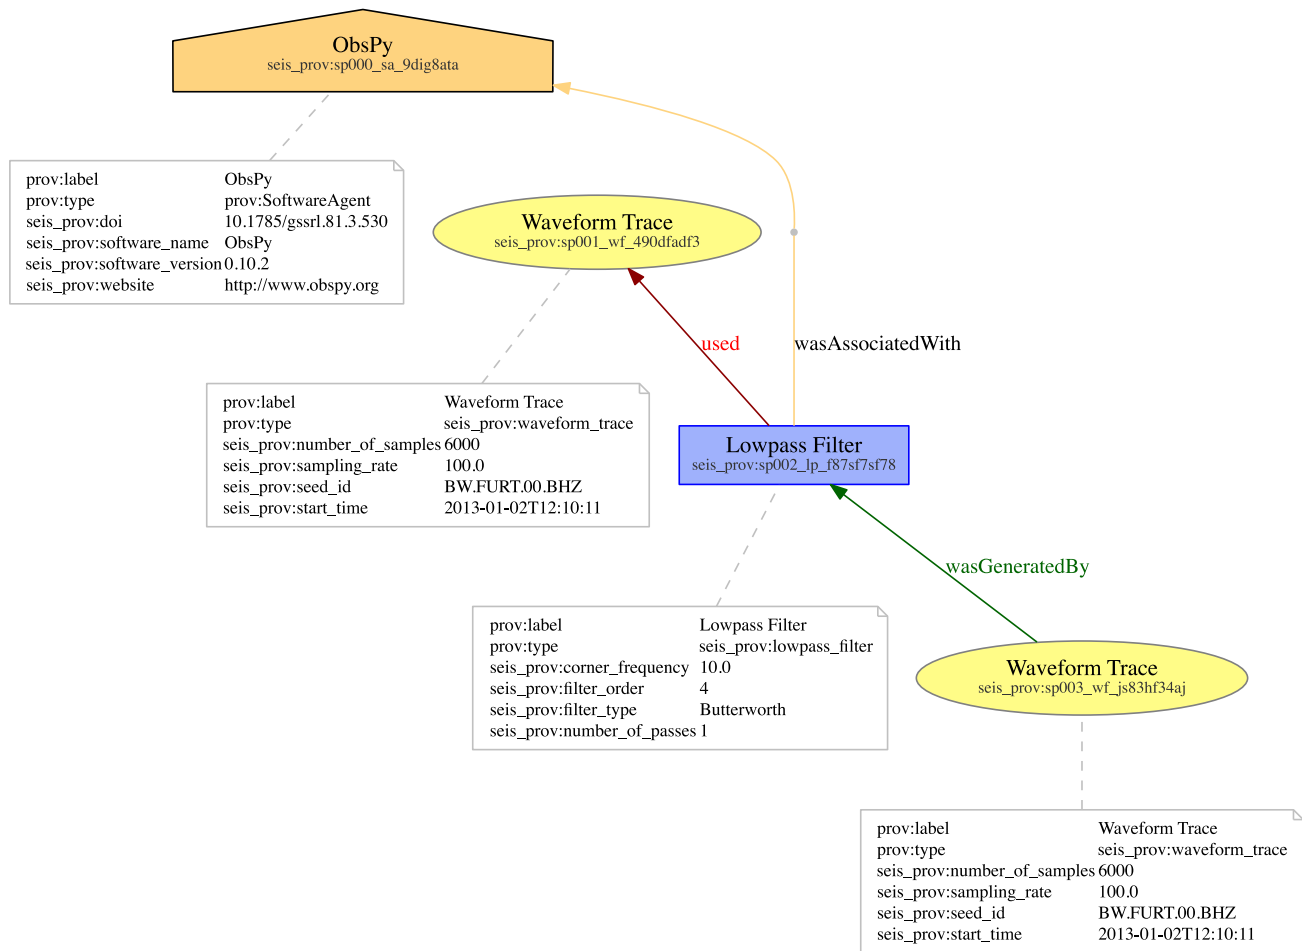 ObsPy
seis_prov:sp000_sa_9dig8ata
prov:label ObsPy
prov:type prov:SoftwareAgent
seis_prov:doi 10.1785/gssrl.81.3.530
seis_prov:software_name ObsPy
seis_prov:software_version 0.10.2
seis_prov:website http://www.obspy.org
Waveform Trace
seis_prov:sp001_wf_490dfadf3
used
wasAssociatedWith
prov:label Waveform Trace
prov:type seis_prov:waveform_trace
seis_prov:number_of_samples 6000
seis_prov:sampling_rate 100.0
seis_prov:seed_id BW.FURT.00.BHZ
seis_prov:start_time 2013-01-02T12:10:11
Lowpass Filter
seis_prov:sp002_lp_f87sf7sf78
wasGeneratedBy
prov:label Lowpass Filter
prov:type seis_prov:lowpass_filter
seis_prov:corner_frequency 10.0
seis_prov:filter_order 4
seis_prov:filter_type Butterworth
seis_prov:number_of_passes 1
Waveform Trace
seis_prov:sp003_wf_js83hf34aj
prov:label Waveform Trace
prov:type seis_prov:waveform_trace
seis_prov:number_of_samples 6000
seis_prov:sampling_rate 100.0
seis_prov:seed_id BW.FURT.00.BHZ
seis_prov:start_time 2013-01-02T12:10:11